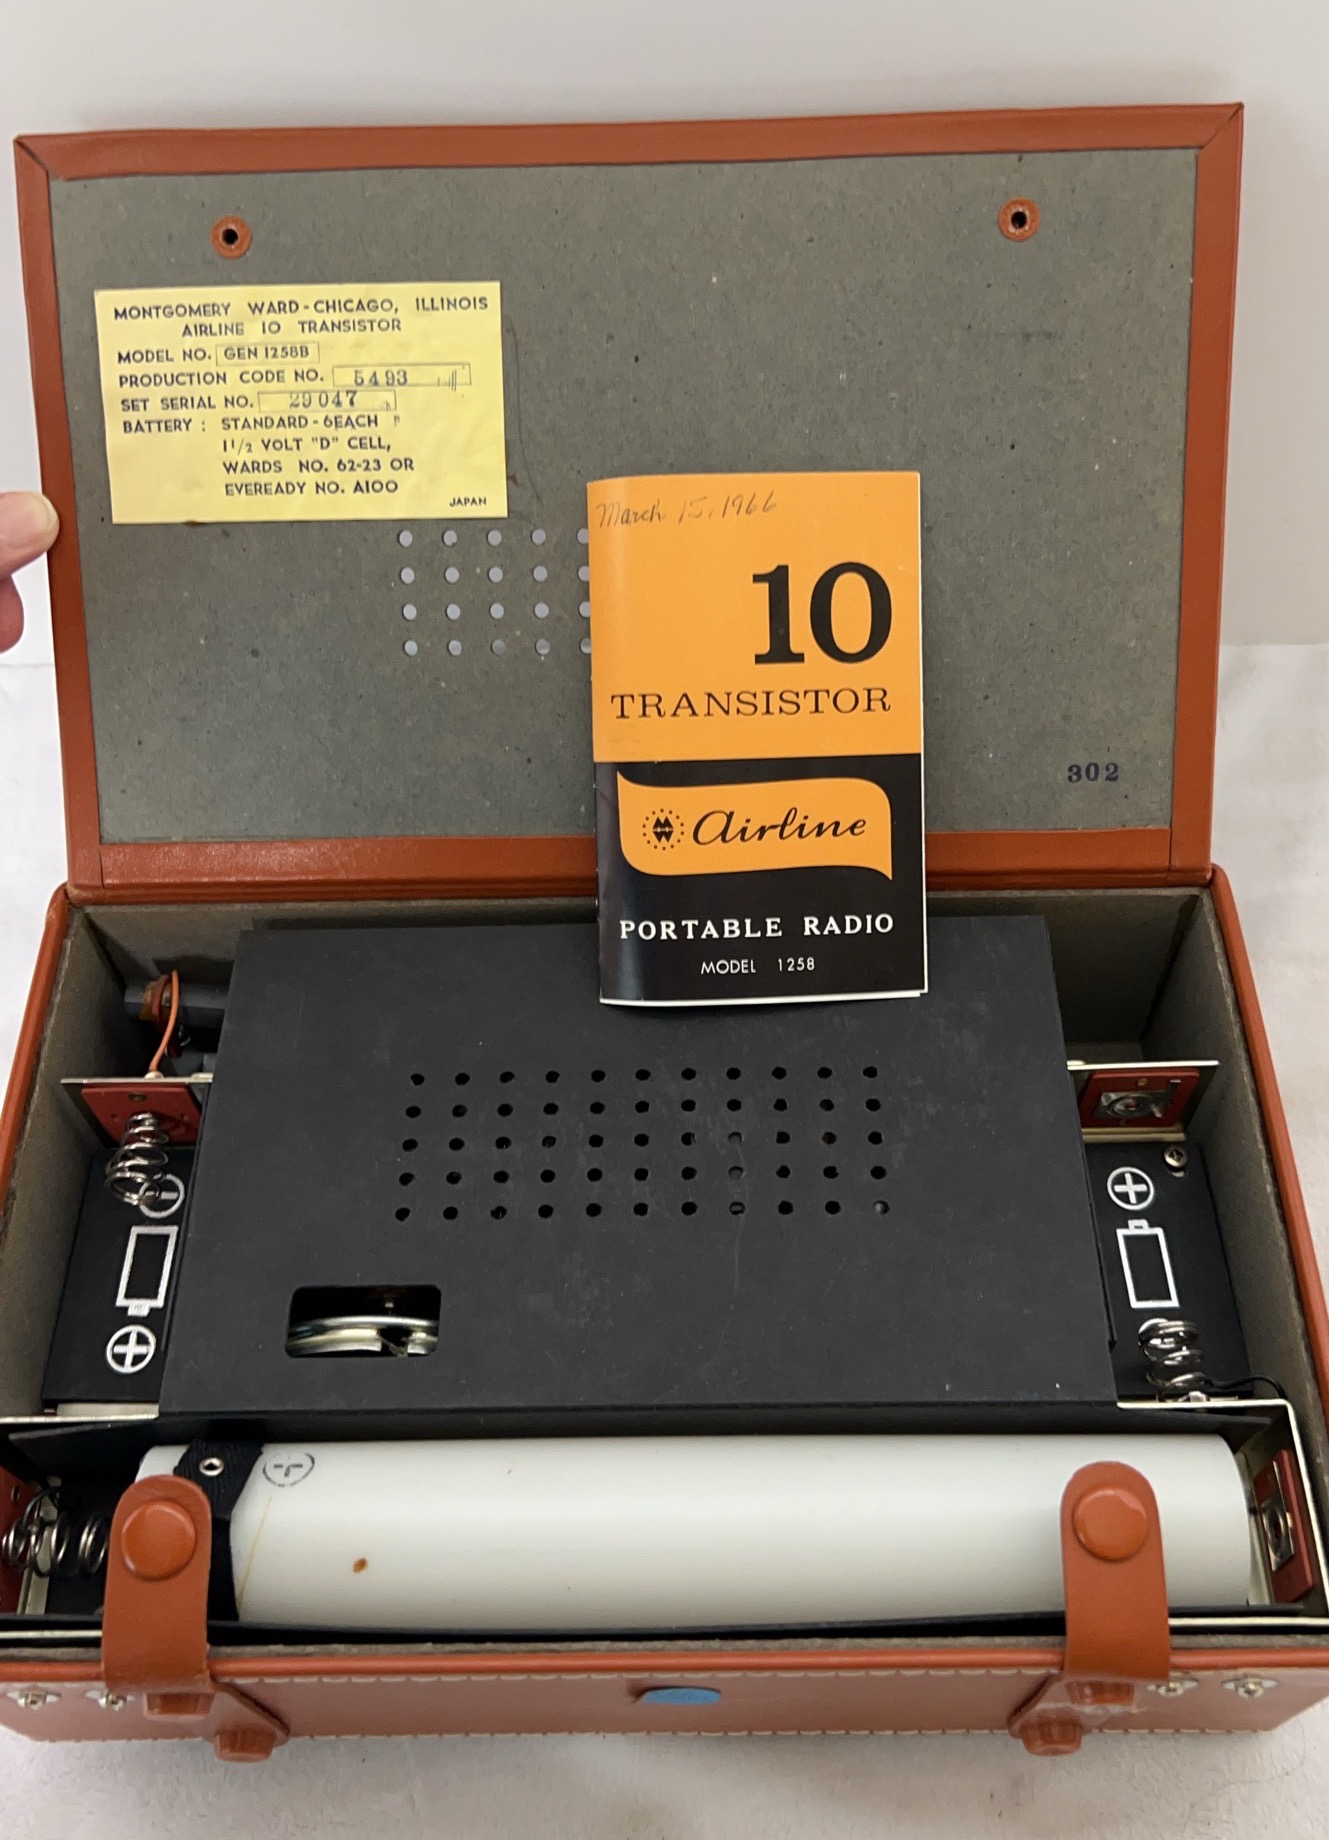 MONTGOMERY WARD - CHICAGO, ILLINOIS
AIRLINE 10 TRANSISTOR
MODEL NO. GEN 1258B
PRODUCTION CODE NO. 5493
SET SERIAL NO. 29047
BATTERY : STANDARD - 6EACH
1 1/2 VOLT "D" CELL,
WARDS NO. 62-23 OR
EVEREADY NO. A100
JAPAN
March 15, 1966
10
TRANSISTOR
Airline
PORTABLE RADIO
MODEL 1258
302